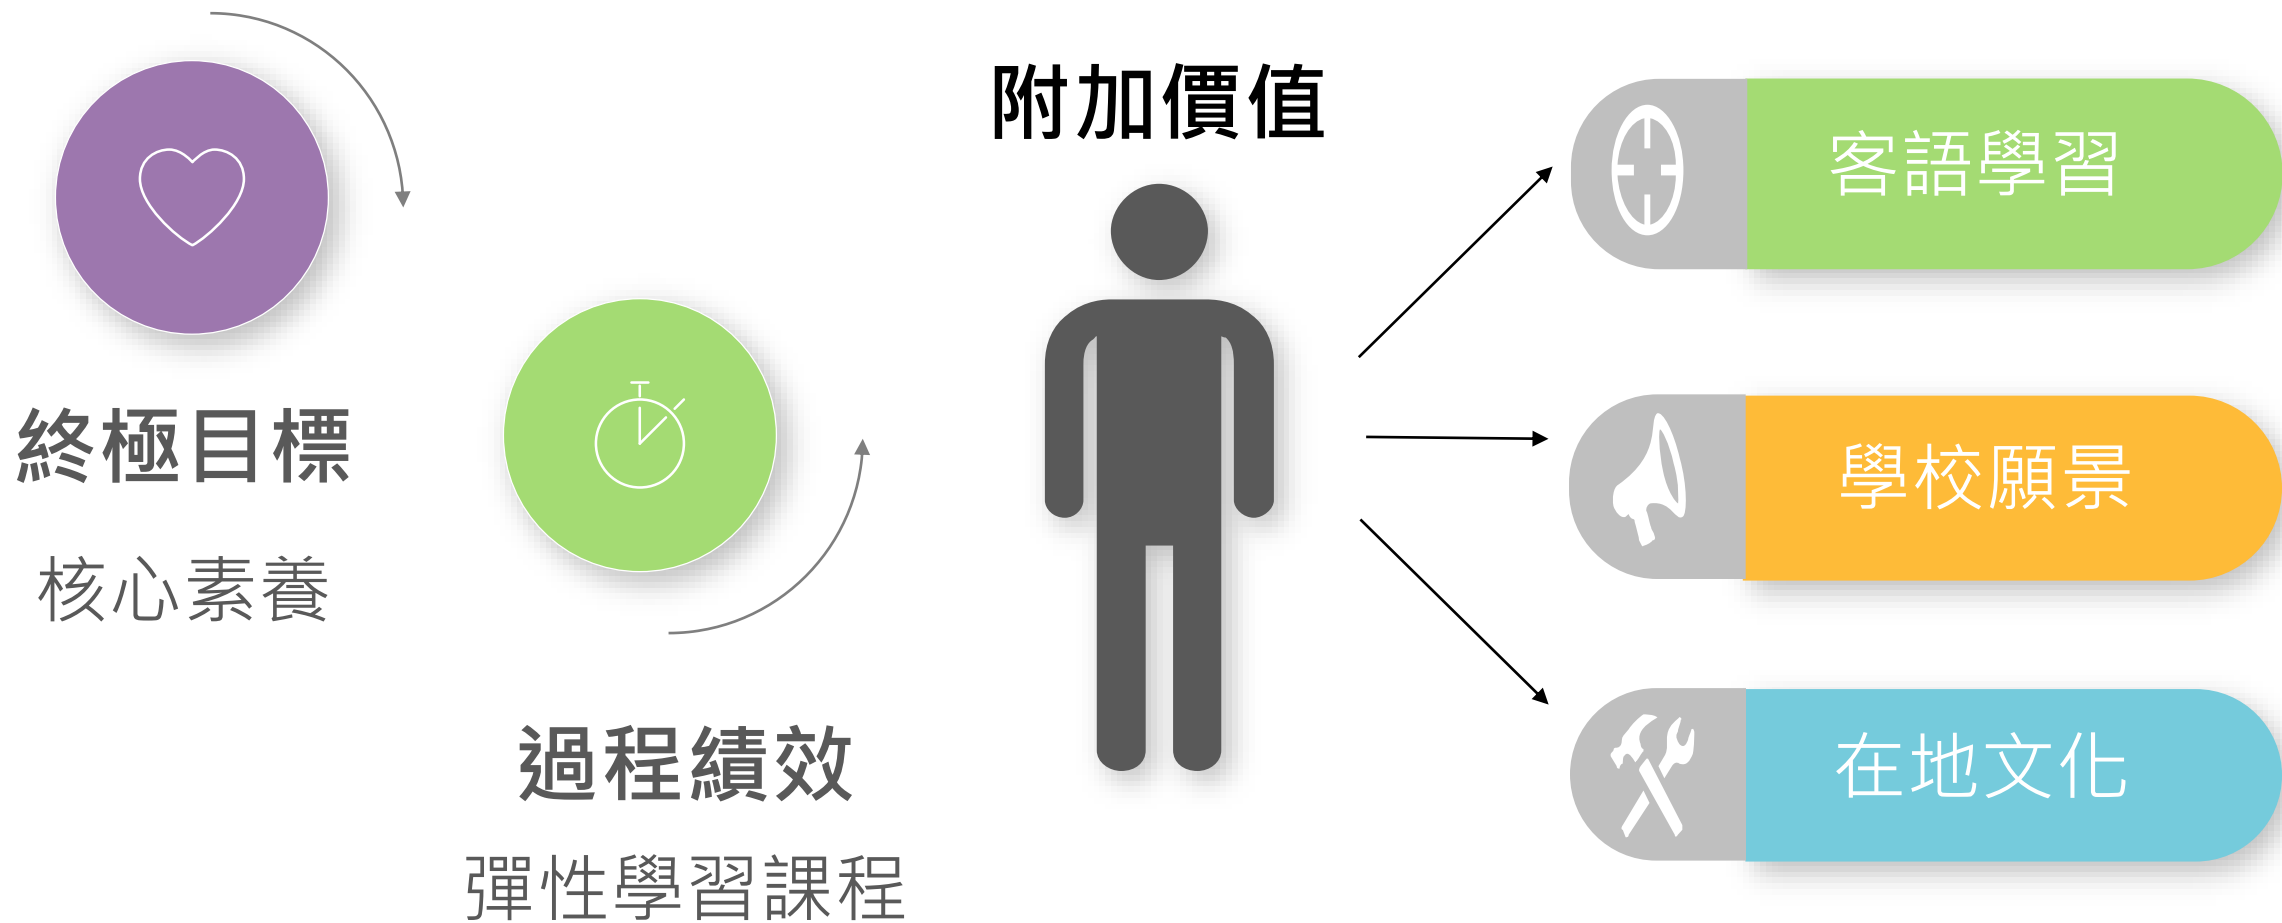 終極目標
核心素養
過程績效
彈性學習課程
附加價值
客語學習
學校願景
在地文化